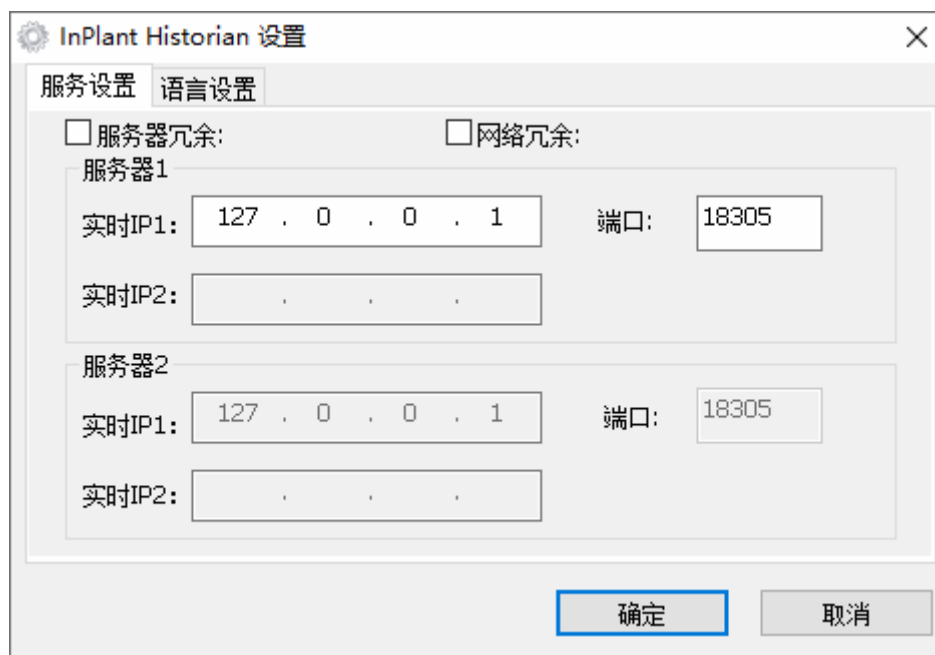 InPlant Historian 设置
服务设置 语言设置
服务器冗余: 网络冗余:
服务器1
实时IP1: 127 . 0 . 0 . 1 端口: 18305
实时IP2: . . .
服务器2
实时IP1: 127 . 0 . 0 . 1 端口: 18305
实时IP2: . . .
确定 取消